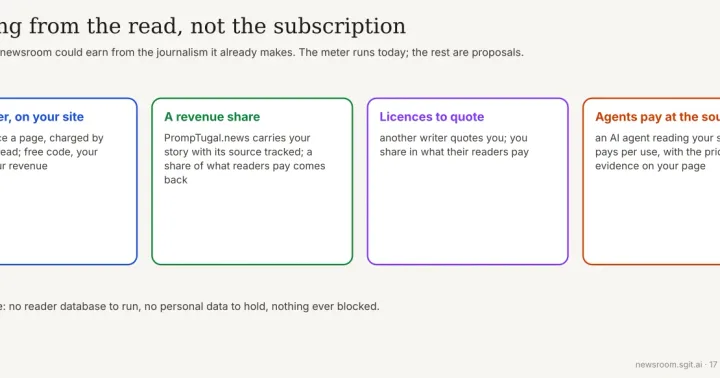 ng from the read, not the subscription
newsroom could earn from the journalism it already makes. The meter runs today; the rest are proposals.
er, on your site
ce a page, charged by
ead; free code, your
ur revenue
A revenue share
PrompTugal.news carries your
story with its source tracked; a
share of what readers pay comes
back
Licences to quote
another writer quotes you; you
share in what their readers pay
Agents pay at the sou
an AI agent reading your s
pays per use, with the pric
evidence on your page
e: no reader database to run, no personal data to hold, nothing ever blocked.
newsroom.sgit.ai · 17